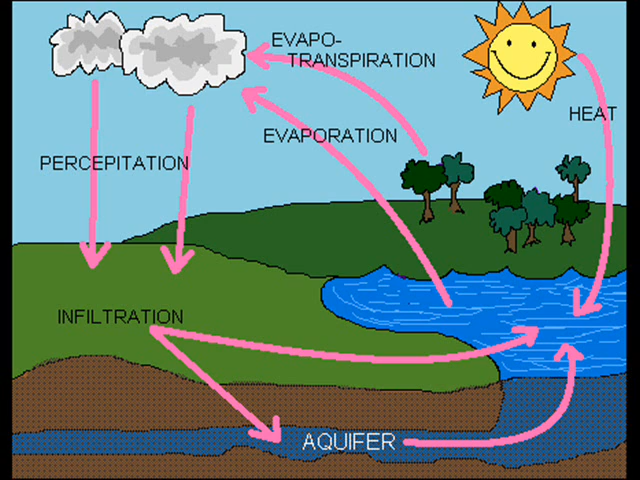 EVAPO-
TRANSPIRATION
HEAT
EVAPORATION
PERCEPITATION
INFILTRATION
AQUIFER